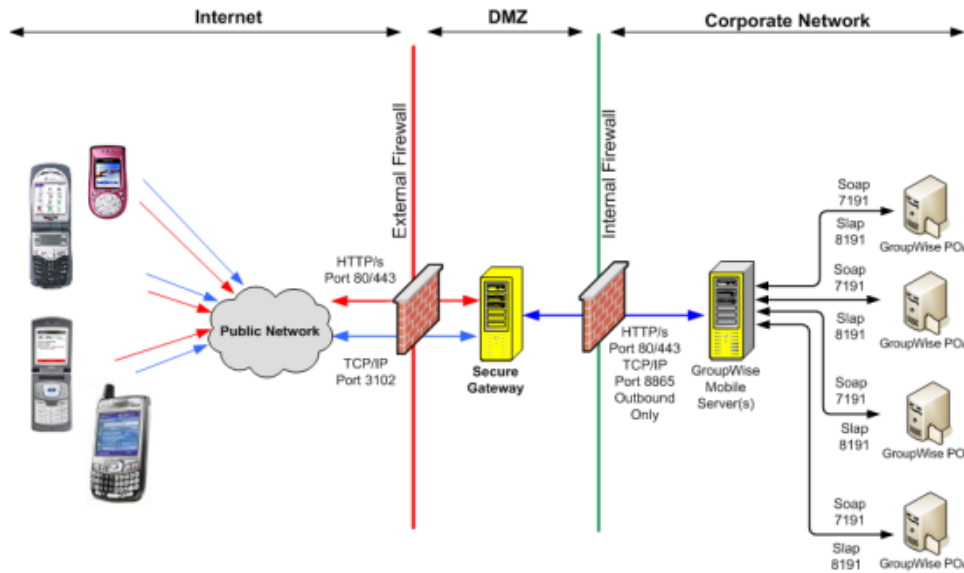 Internet
DMZ
Corporate Network
External Firewall
Internal Firewall
HTTP/s
Port 80/443
Public Network
TCP/IP
Port 3102
Secure
Gateway
HTTP/s
Port 80/443
TCP/IP
Port 8865
Outbound
Only
GroupWise
Mobile
Server(s)
Soap
7191
Slap
8191
GroupWise PO
Soap
7191
Slap
8191
GroupWise PO
Soap
7191
Slap
8191
GroupWise PO
Soap
7191
Slap
8191
GroupWise PO